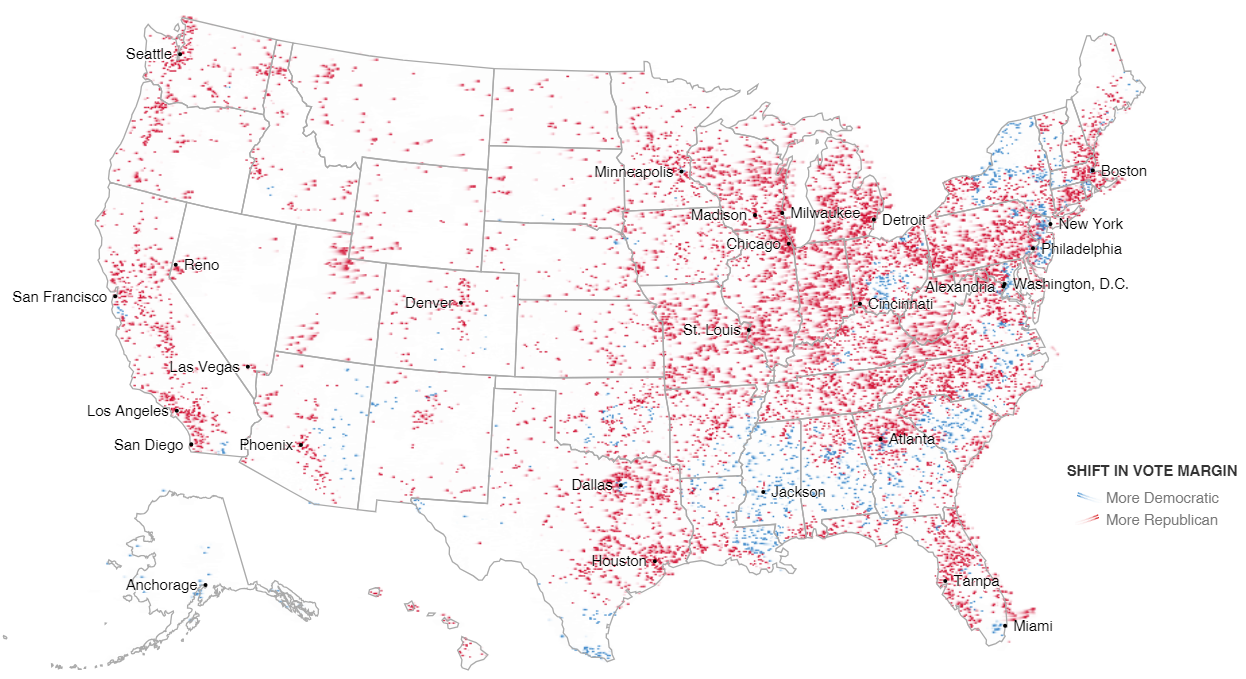 Seattle
Minneapolis
Boston
Madison
Milwaukee
Detroit
New York
Chicago
Philadelphia
Reno
San Francisco
Denver
Alexandria
Washington, D.C.
Cincinnati
St. Louis
Las Vegas
Los Angeles
San Diego
Phoenix
Atlanta
SHIFT IN VOTE MARGIN
Dallas
Jackson
More Democratic
More Republican
Houston
Anchorage
Tampa
Miami